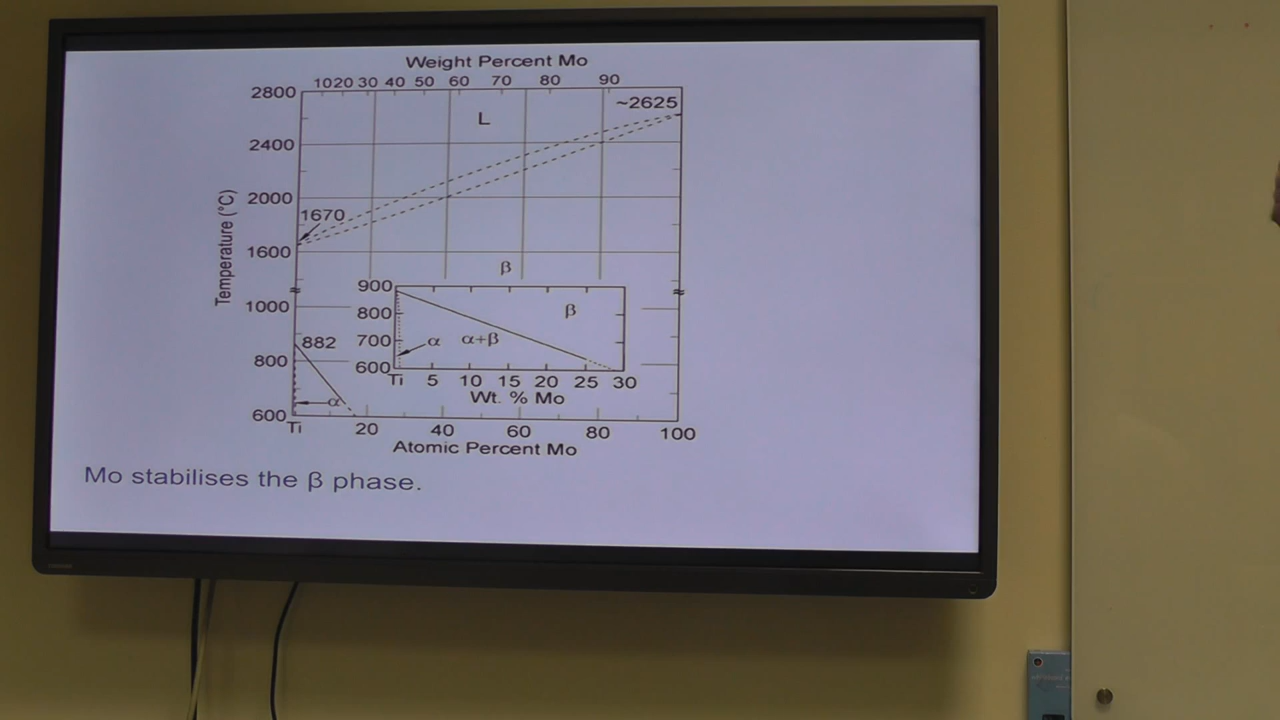 Weight Percent Mo
10 20 30 40 50 60 70 80 90
2800
~2625
L
2400
2000
1670
1600
Temperature (°C)
β
900
1000
800
β
882
700
α
α+β
800
600
Ti 5 10 15 20 25 30
Wt. % Mo
α
600
Ti 20 40 60 80 100
Atomic Percent Mo
Mo stabilises the β phase.